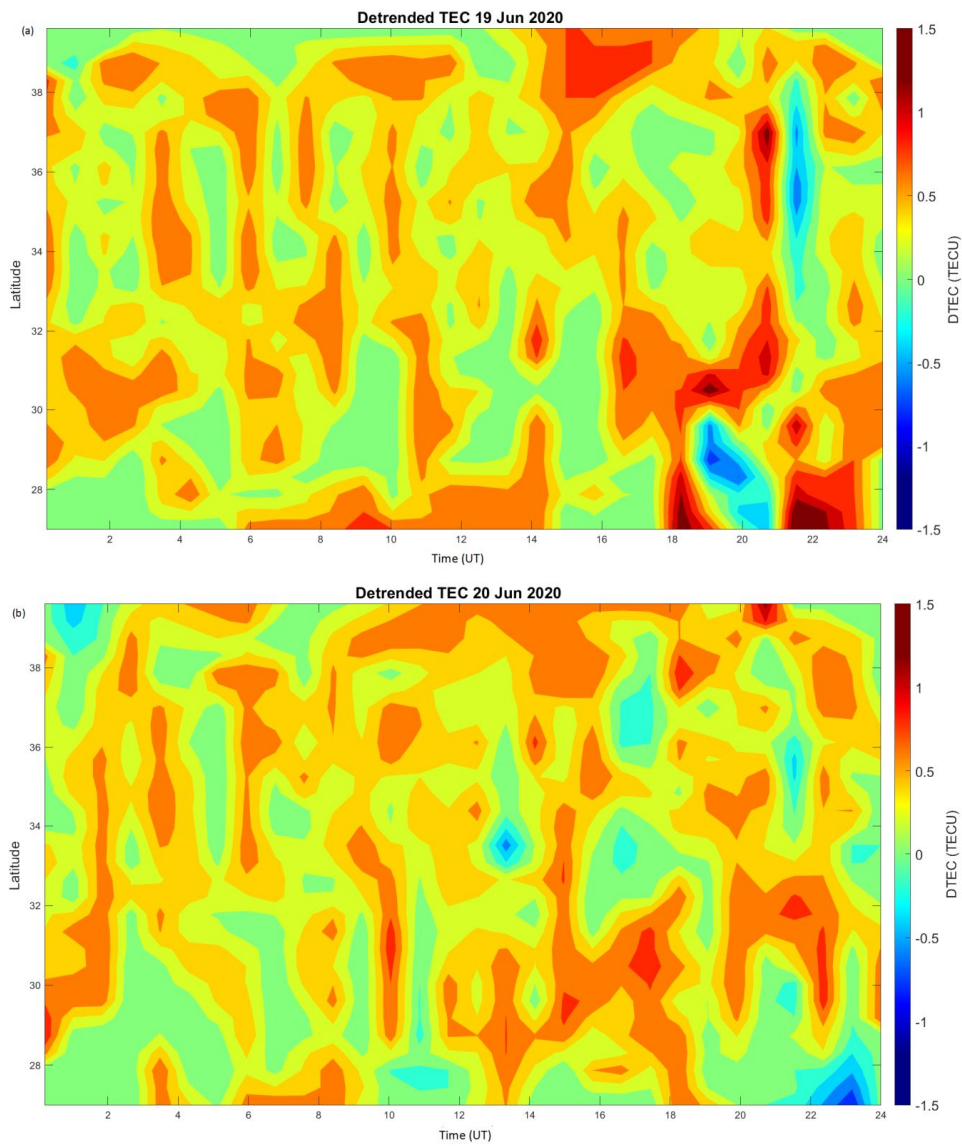 Detrended TEC 19 Jun 2020
(a)
38
36
34
32
30
28
Latitude
2 4 6 8 10 12 14 16 18 20 22 24
Time (UT)
1.5
1
0.5
0
-0.5
-1
-1.5
DTEC (TECU)
Detrended TEC 20 Jun 2020
(b)
38
36
34
32
30
28
Latitude
2 4 6 8 10 12 14 16 18 20 22 24
Time (UT)
1.5
1
0.5
0
-0.5
-1
-1.5
DTEC (TECU)